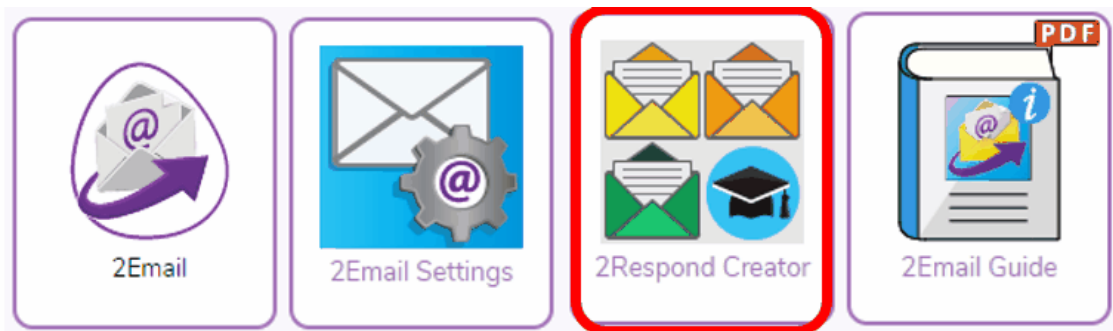 PDF
@
@
@
i
2Email
2Email Settings
2Respond Creator
2Email Guide